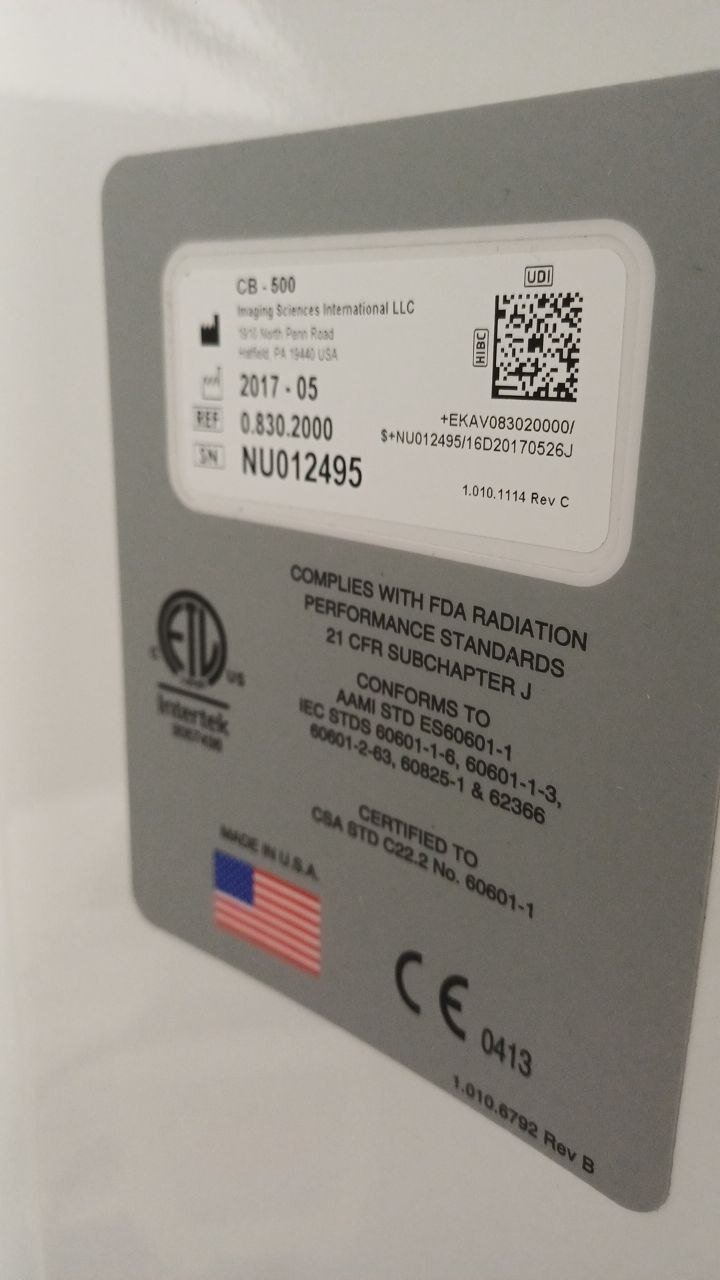 CB - 500
Imaging Sciences International LLC
1910 North Penn Road
Hatfield, PA 19440 USA
2017 - 05
REF 0.830.2000
SN NU012495
UDI
HIBC
+EKAV083020000/
$+NU012495/16D20170526J
1.010.1114 Rev C
COMPLIES WITH FDA RADIATION
PERFORMANCE STANDARDS
21 CFR SUBCHAPTER J
CONFORMS TO
AAMI STD ES60601-1
IEC STDS 60601-1-6, 60601-1-3,
60601-2-63, 60825-1 & 62366
CERTIFIED TO
CSA STD C22.2 No. 60601-1
C ETL US
Intertek
MADE IN U.S.A.
CE 0413
1.010.6792 Rev B